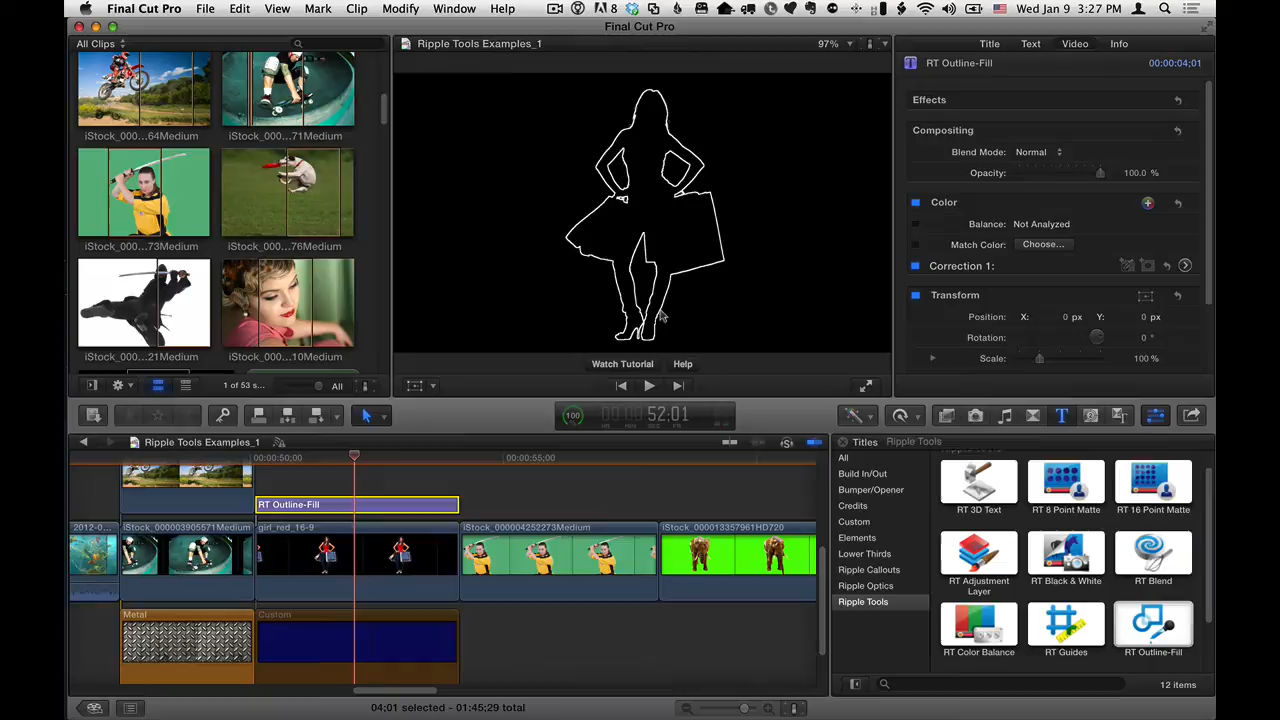 Final Cut Pro File Edit View Mark Clip Modify Window Help 8 Wed Jan 9 3:27 PM
Final Cut Pro
All Clips
Ripple Tools Examples_1 97%
Title Text Video Info
RT Outline-Fill 00:00:04;01
Effects
Compositing
Blend Mode: Normal
Opacity: 100.0 %
Color
Balance: Not Analyzed
Match Color: Choose...
Correction 1:
Transform
Position: X: 0 px Y: 0 px
Rotation: 0 °
Scale: 100 %
iStock_000...64Medium iStock_000...71Medium
iStock_000...73Medium iStock_000...76Medium
iStock_000...21Medium iStock_000...10Medium
Watch Tutorial Help
1 of 53 s... All
100 52:01
HR MIN SEC FR
Ripple Tools Examples_1
00:00:50;00 00:00:55;00
RT Outline-Fill
2012-0... iStock_000003905571Medium girl_red_16-9 iStock_000004252273Medium iStock_000013357961HD720
Metal Custom
04;01 selected - 01:45;29 total
Titles Ripple Tools
All
Build In/Out
Bumper/Opener
Credits
Custom
Elements
Lower Thirds
Ripple Callouts
Ripple Optics
Ripple Tools
RT 3D Text RT 8 Point Matte RT 16 Point Matte
RT Adjustment Layer RT Black & White RT Blend
RT Color Balance RT Guides RT Outline-Fill
12 items